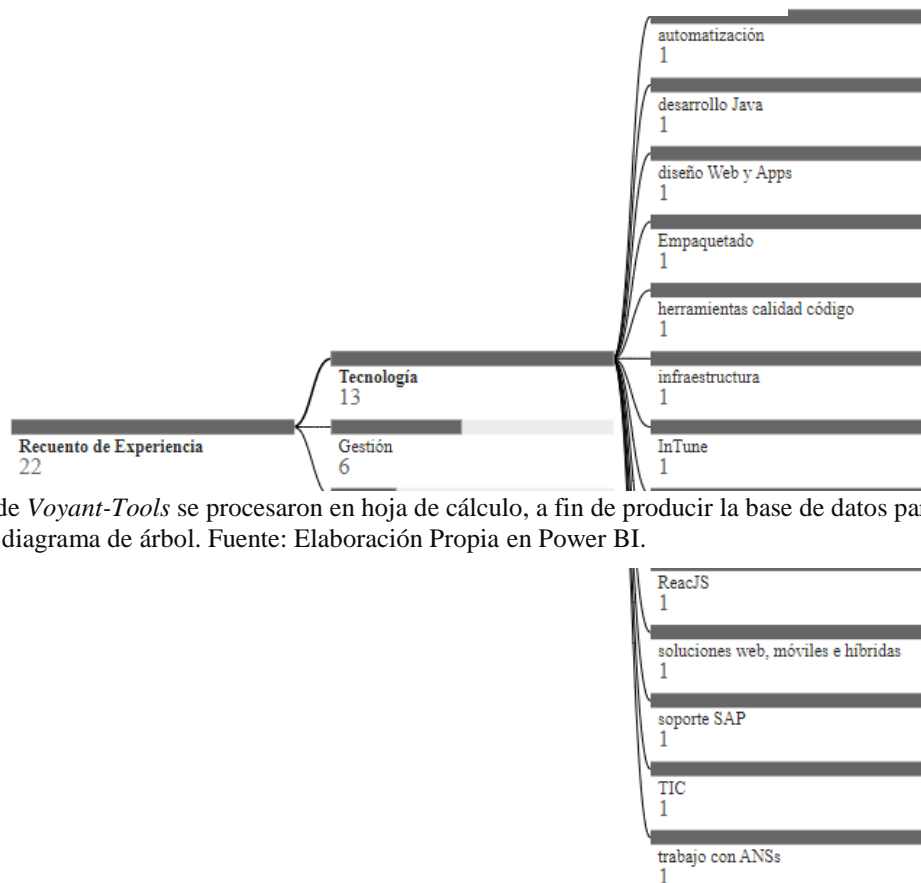 automatización
1
desarrollo Java
1
diseño Web y Apps
1
Empaquetado
1
herramientas calidad código
1
Tecnología
13
infraestructura
1
Recuento de Experiencia
22
Gestión
6
InTune
1
de Voyant-Tools se procesaron en hoja de cálculo, a fin de producir la base de datos
diagrama de árbol. Fuente: Elaboración Propia en Power BI.
ReacJS
1
soluciones web, móviles e híbridas
1
soporte SAP
1
TIC
1
trabajo con ANSs
1